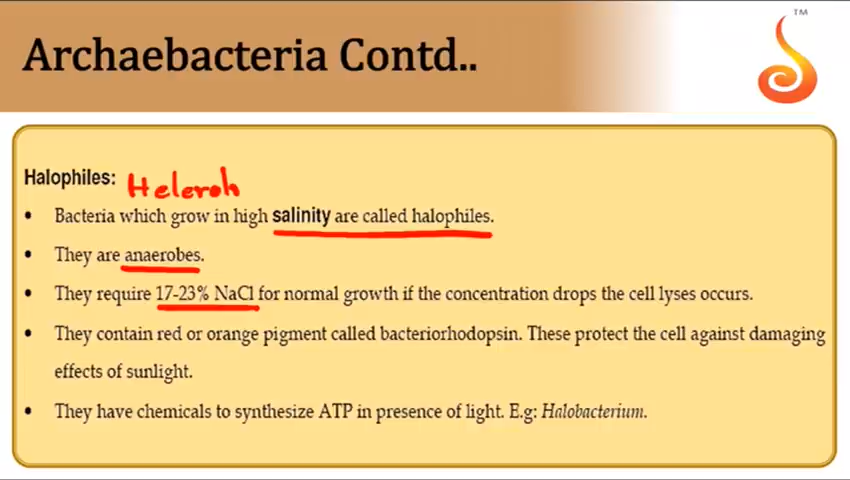 Archaebacteria Contd..
TM
Halophiles: Heleroh
• Bacteria which grow in high salinity are called halophiles.
• They are anaerobes.
• They require 17-23% NaCl for normal growth if the concentration drops the cell lyses occurs.
• They contain red or orange pigment called bacteriorhodopsin. These protect the cell against damaging
effects of sunlight.
• They have chemicals to synthesize ATP in presence of light. E.g: Halobacterium.